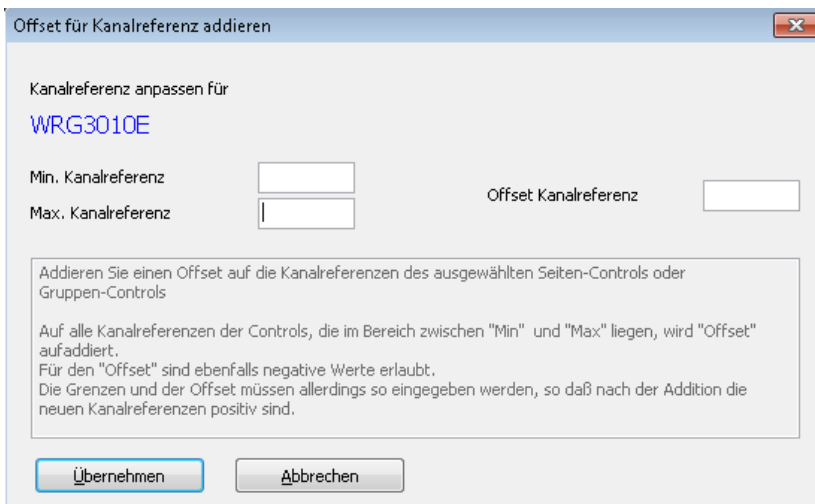 Offset für Kanalreferenz addieren
Kanalreferenz anpassen für
WRG3010E
Min. Kanalreferenz
Max. Kanalreferenz
Offset Kanalreferenz
Addieren Sie einen Offset auf die Kanalreferenzen des ausgewählten Seiten-Controls oder
Gruppen-Controls
Auf alle Kanalreferenzen der Controls, die im Bereich zwischen "Min" und "Max" liegen, wird "Offset"
aufaddiert.
Für den "Offset" sind ebenfalls negative Werte erlaubt.
Die Grenzen und der Offset müssen allerdings so eingegeben werden, so daß nach der Addition die
neuen Kanalreferenzen positiv sind.
Übernehmen
Abbrechen